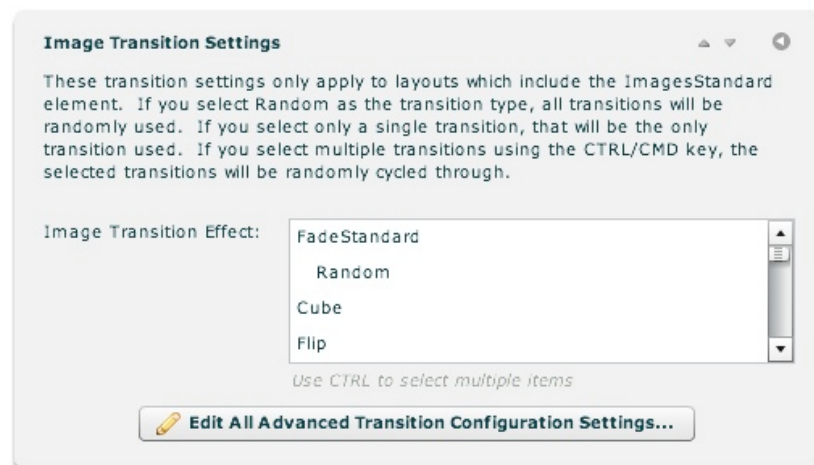 Image Transition Settings
These transition settings only apply to layouts which include the ImagesStandard
element. If you select Random as the transition type, all transitions will be
randomly used. If you select only a single transition, that will be the only
transition used. If you select multiple transitions using the CTRL/CMD key, the
selected transitions will be randomly cycled through.
Image Transition Effect:
FadeStandard
Random
Cube
Flip
Use CTRL to select multiple items
Edit All Advanced Transition Configuration Settings...